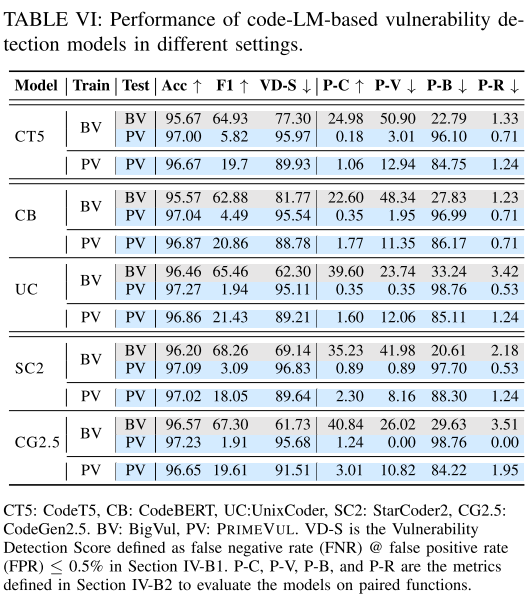 TABLE VI: Performance of code-LM-based vulnerability de-
tection models in different settings.
Model Train Test Acc ↑ F1 ↑ VD-S ↓ P-C ↑ P-V ↓ P-B ↓ P-R ↓
CT5 BV BV 95.67 64.93 77.30 24.98 50.90 22.79 1.33
PV 97.00 5.82 95.97 0.18 3.01 96.10 0.71
PV PV 96.67 19.7 89.93 1.06 12.94 84.75 1.24
CB BV BV 95.57 62.88 81.77 22.60 48.34 27.83 1.23
PV 97.04 4.49 95.54 0.35 1.95 96.99 0.71
PV PV 96.87 20.86 88.78 1.77 11.35 86.17 0.71
UC BV BV 96.46 65.46 62.30 39.60 23.74 33.24 3.42
PV 97.27 1.94 95.11 0.35 0.35 98.76 0.53
PV PV 96.86 21.43 89.21 1.60 12.06 85.11 1.24
SC2 BV BV 96.20 68.26 69.14 35.23 41.98 20.61 2.18
PV 97.09 3.09 96.83 0.89 0.89 97.70 0.53
PV PV 97.02 18.05 89.64 2.30 8.16 88.30 1.24
CG2.5 BV BV 96.57 67.30 61.73 40.84 26.02 29.63 3.51
PV 97.23 1.91 95.68 1.24 0.00 98.76 0.00
PV PV 96.65 19.61 91.51 3.01 10.82 84.22 1.95
CT5: CodeT5, CB: CodeBERT, UC:UnixCoder, SC2: StarCoder2, CG2.5:
CodeGen2.5. BV: BigVul, PV: PRIMEVUL. VD-S is the Vulnerability
Detection Score defined as false negative rate (FNR) @ false positive rate
(FPR) ≤ 0.5% in Section IV-B1. P-C, P-V, P-B, and P-R are the metrics
defined in Section IV-B2 to evaluate the models on paired functions.